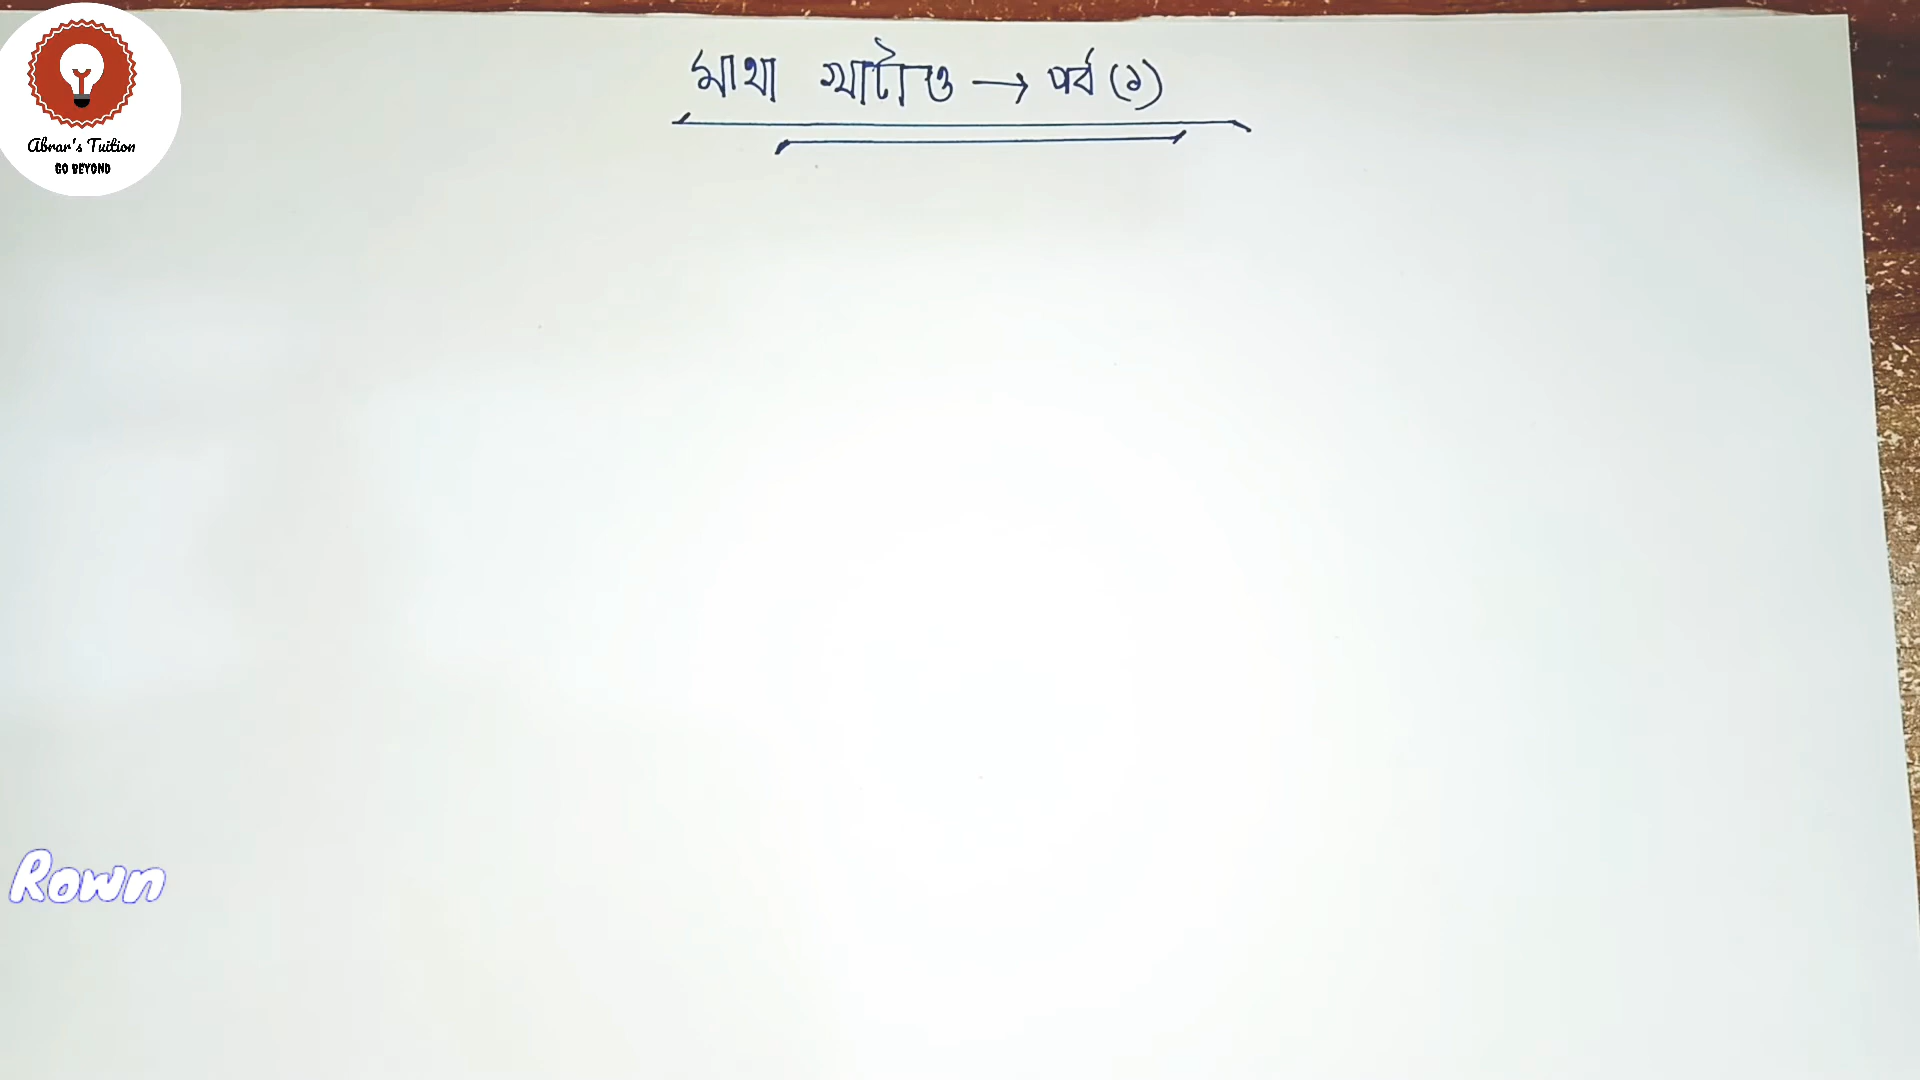 মাথা খাটাও → পর্ব (১)
Abrar's Tuition
GO BEYOND
Rown